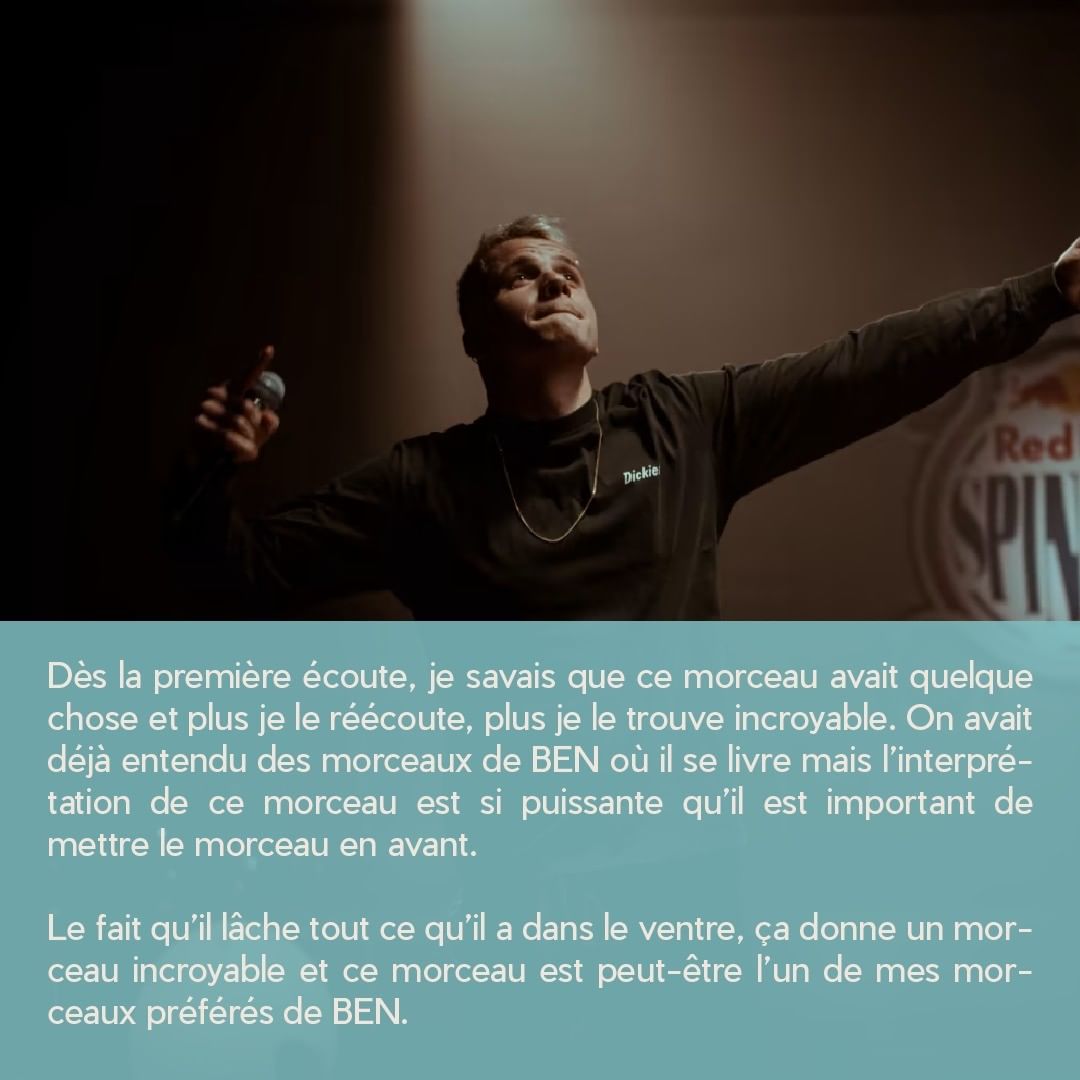 Dickies
Red
SPIN
Dès la première écoute, je savais que ce morceau avait quelque
chose et plus je le réécoute, plus je le trouve incroyable. On avait
déjà entendu des morceaux de BEN où il se livre mais l'interpré-
tation de ce morceau est si puissante qu'il est important de
mettre le morceau en avant.
Le fait qu'il lâche tout ce qu'il a dans le ventre, ça donne un mor-
ceau incroyable et ce morceau est peut-être l'un de mes mor-
ceaux préférés de BEN.